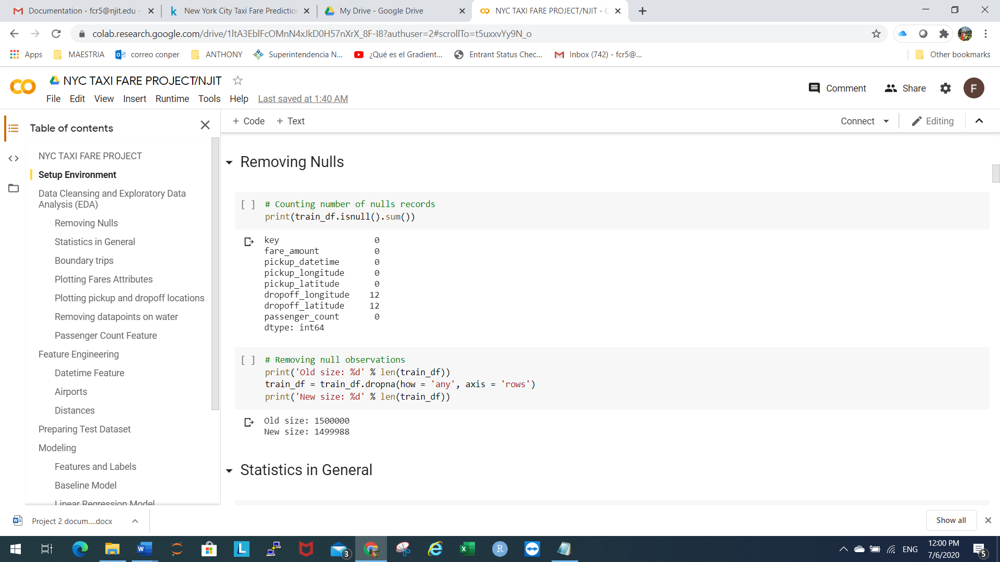 Documentation - fcr5@njit.edu -
New York City Taxi Fare Prediction
My Drive - Google Drive
NYC TAXI FARE PROJECT/NJIT - C
colab.research.google.com/drive/1ltA3EblFcOMnN4xJkD0H57nXrX_8F-I8?authuser=2#scrollTo=t5uxxvYy9N_o
Apps
MAESTRIA
correo conper
ANTHONY
Superintendencia N...
¿Qué es el Gradient...
Entrant Status Chec...
Inbox (742) - fcr5@...
Other bookmarks
NYC TAXI FARE PROJECT/NJIT
Comment
Share
F
File Edit View Insert Runtime Tools Help Last saved at 1:40 AM
Table of contents
+ Code + Text
Connect
Editing
NYC TAXI FARE PROJECT
Setup Environment
Data Cleansing and Exploratory Data
Analysis (EDA)
Removing Nulls
Statistics in General
Boundary trips
Plotting Fares Attributes
Plotting pickup and dropoff locations
Removing datapoints on water
Passenger Count Feature
Feature Engineering
Datetime Feature
Airports
Distances
Preparing Test Dataset
Modeling
Features and Labels
Baseline Model
Linear Regression Model
Removing Nulls
[ ] # Counting number of nulls records
print(train_df.isnull().sum())
key 0
fare_amount 0
pickup_datetime 0
pickup_longitude 0
pickup_latitude 0
dropoff_longitude 12
dropoff_latitude 12
passenger_count 0
dtype: int64
[ ] # Removing null observations
print('Old size: %d' % len(train_df))
train_df = train_df.dropna(how = 'any', axis = 'rows')
print('New size: %d' % len(train_df))
Old size: 1500000
New size: 1499988
Statistics in General
Project 2 docum....docx
Show all
3
ENG
12:00 PM
7/6/2020
5